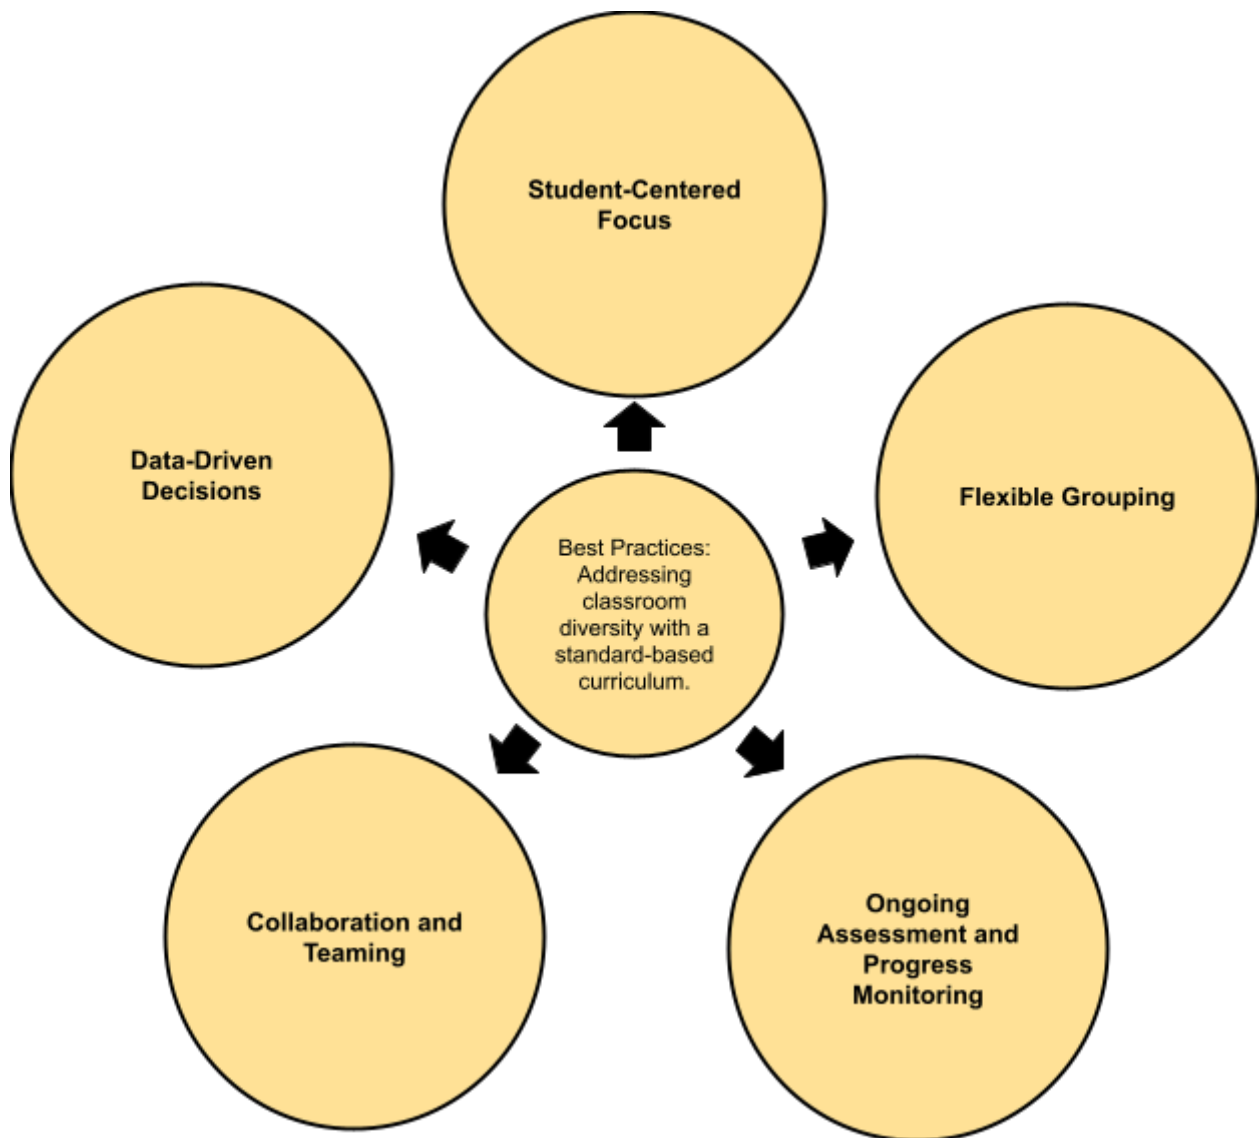 Student-Centered
Focus
Data-Driven
Decisions
Flexible Grouping
Best Practices:
Addressing
classroom
diversity with a
standard-based
curriculum.
Collaboration and
Teaming
Ongoing
Assessment and
Progress
Monitoring